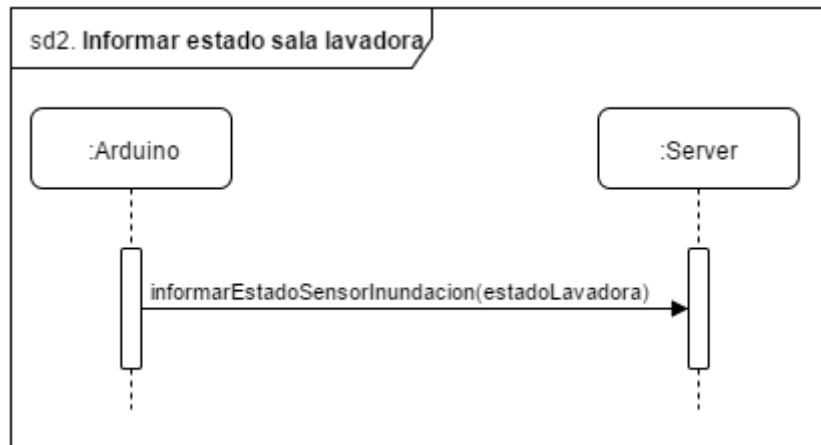 sd2. Informar estado sala lavadora
:Arduino
:Server
informarEstadoSensorInundacion(estadoLavadora)